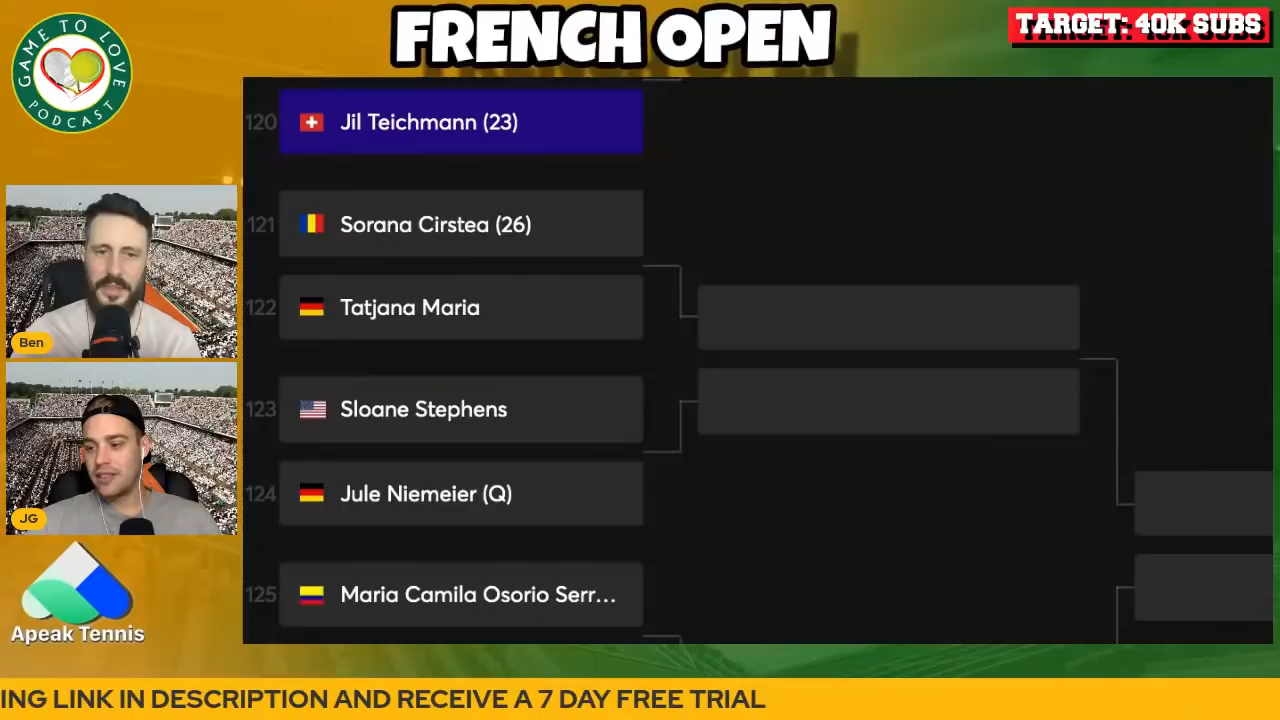 GAME TO LOVE
PODCAST
FRENCH OPEN
TARGET: 40K SUBS
120 Jil Teichmann (23)
121 Sorana Cirstea (26)
122 Tatjana Maria
123 Sloane Stephens
124 Jule Niemeier (Q)
125 Maria Camila Osorio Serr...
Ben
JG
Apeak Tennis
ING LINK IN DESCRIPTION AND RECEIVE A 7 DAY FREE TRIAL